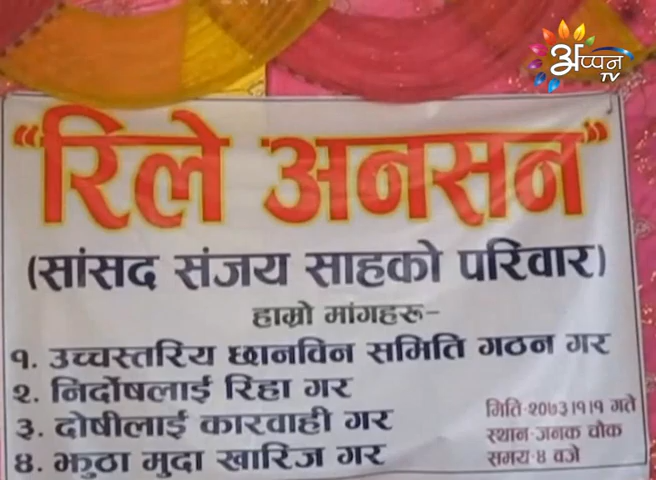 अप्पन
TV
"रिले अनसन"
(सांसद संजय साहको परिवार)
हाम्रो मांगहरू-
१. उच्चस्तरिय छानविन समिति गठन गर
२. निर्दोषलाई रिहा गर
३. दोषीलाई कारवाही गर
४. झुठा मुदा खारिज गर
मिति-२०७३।१।१ गते
स्थान-जनक चौक
समय-४ वजे